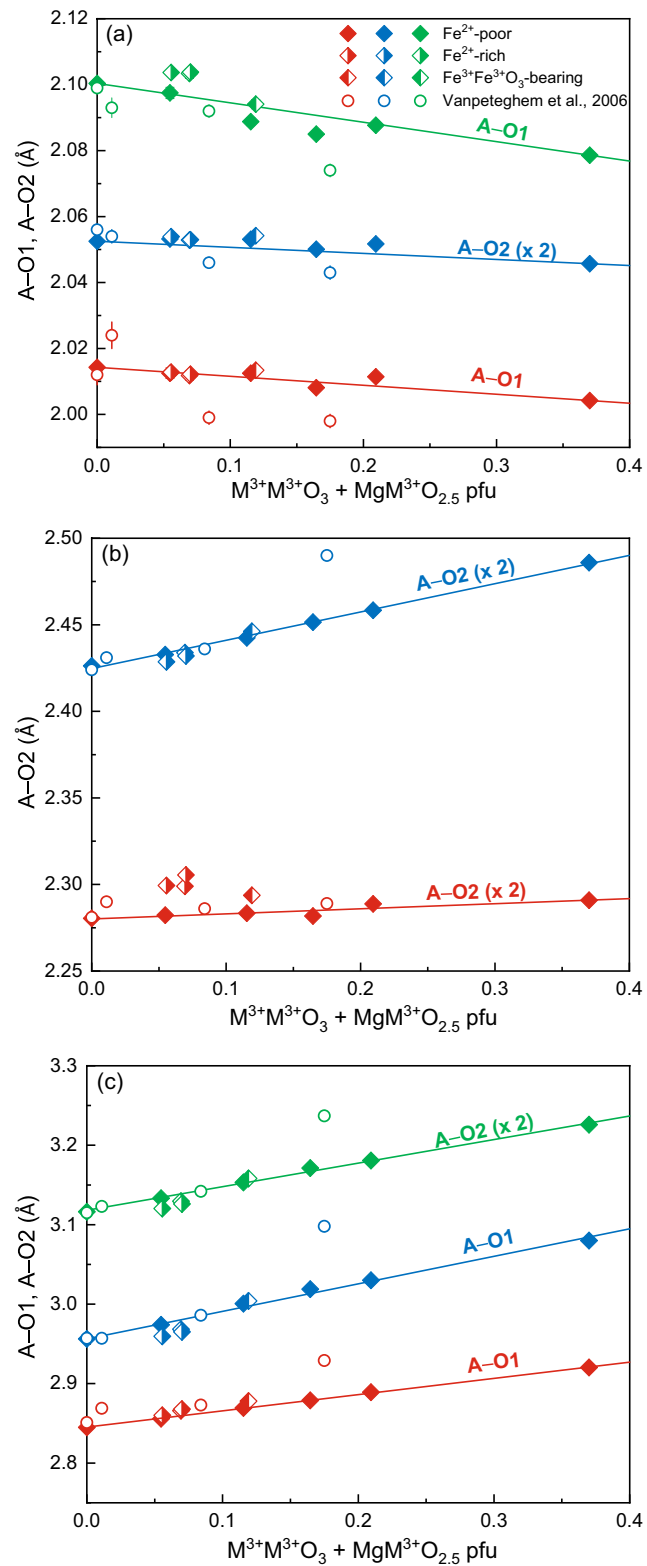 (a)
Fe²⁺-poor
Fe²⁺-rich
Fe³⁺Fe³⁺O₃-bearing
Vanpeteghem et al., 2006
2.12
2.10
2.08
2.06
2.04
2.02
2.00
A–O1, A–O2 (Å)
A–O1
A–O2 (x 2)
A–O1
0.0 0.1 0.2 0.3 0.4
M³⁺M³⁺O₃ + MgM³⁺O₂.₅ pfu
(b)
2.50
2.45
2.40
2.35
2.30
2.25
A–O2 (Å)
A–O2 (x 2)
A–O2 (x 2)
0.0 0.1 0.2 0.3 0.4
M³⁺M³⁺O₃ + MgM³⁺O₂.₅ pfu
(c)
3.3
3.2
3.1
3.0
2.9
2.8
A–O1, A–O2 (Å)
A–O2 (x 2)
A–O1
A–O1
0.0 0.1 0.2 0.3 0.4
M³⁺M³⁺O₃ + MgM³⁺O₂.₅ pfu